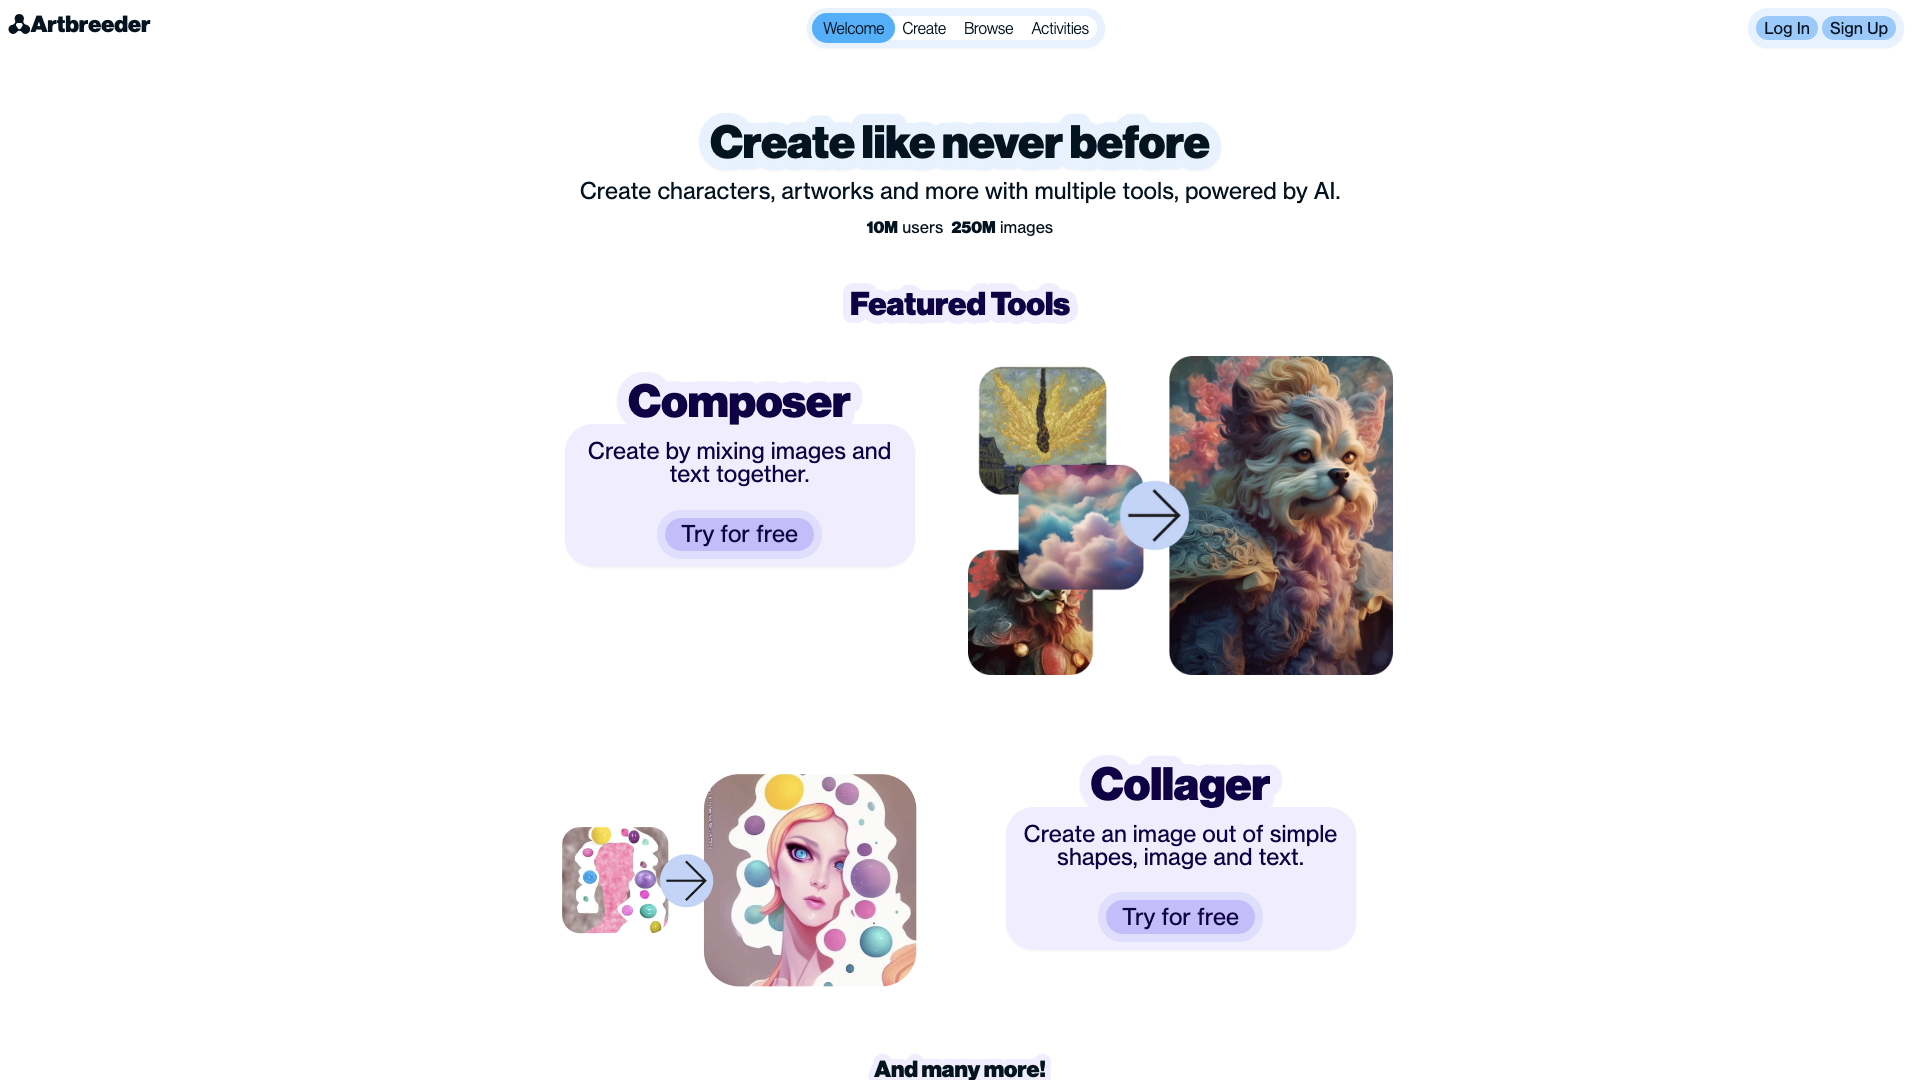 Artbreeder
Welcome Create Browse Activities
Log In Sign Up
Create like never before
Create characters, artworks and more with multiple tools, powered by AI.
10M users 250M images
Featured Tools
Composer
Create by mixing images and
text together.
Try for free
Collager
Create an image out of simple
shapes, image and text.
Try for free
And many more!